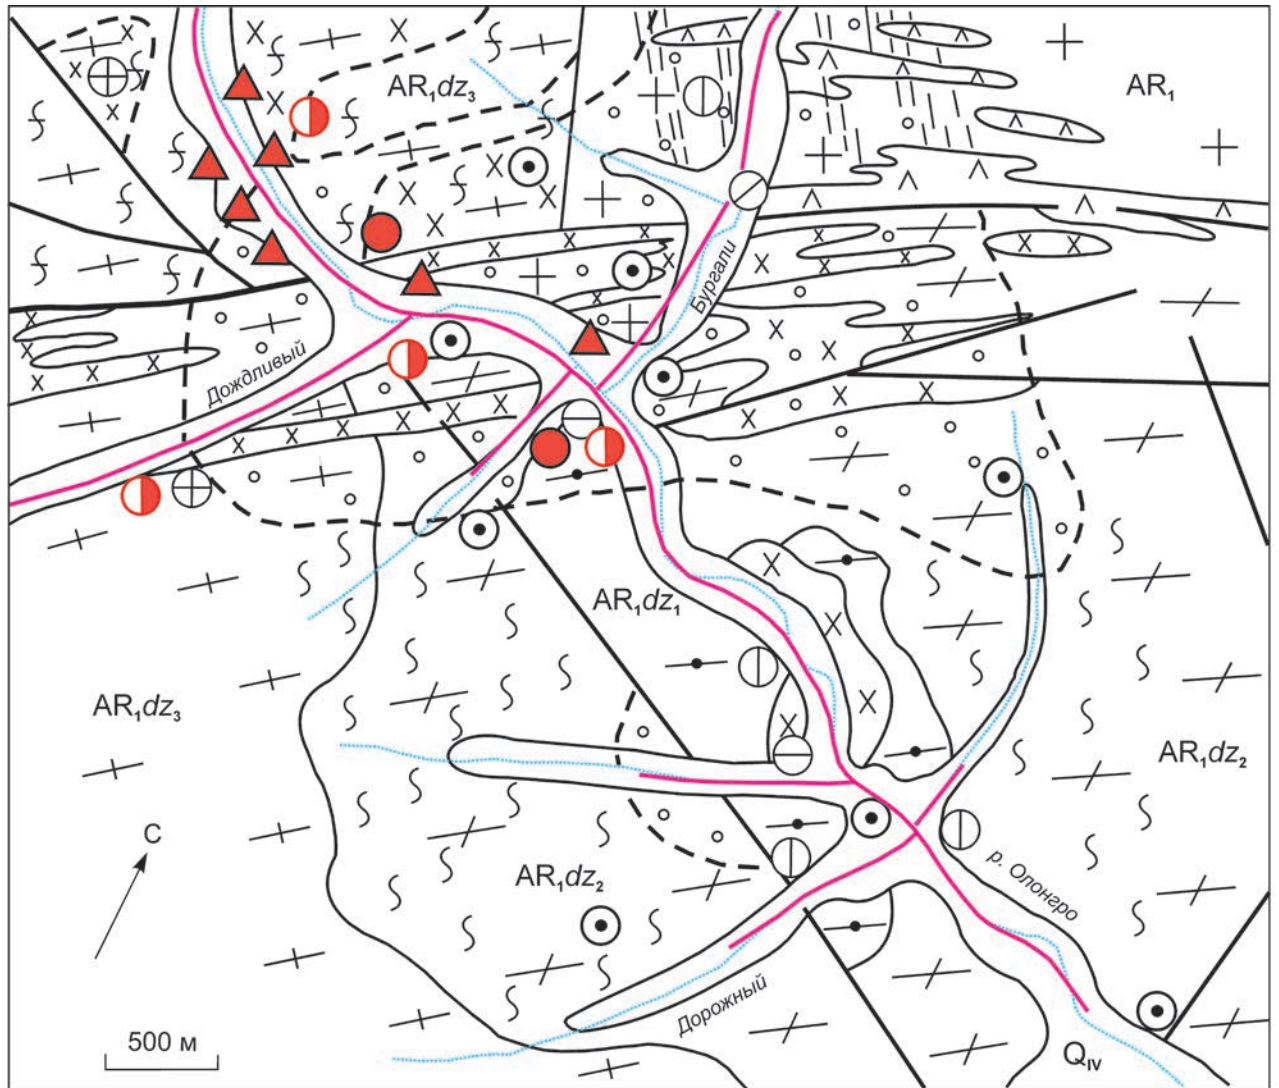 AR₁dz₃
AR₁
Бургали
Дождливый
AR₁dz₁
AR₁dz₃
AR₁dz₂
С
AR₁dz₂
р. Олонгро
Дорожный
500 м
Q_IV